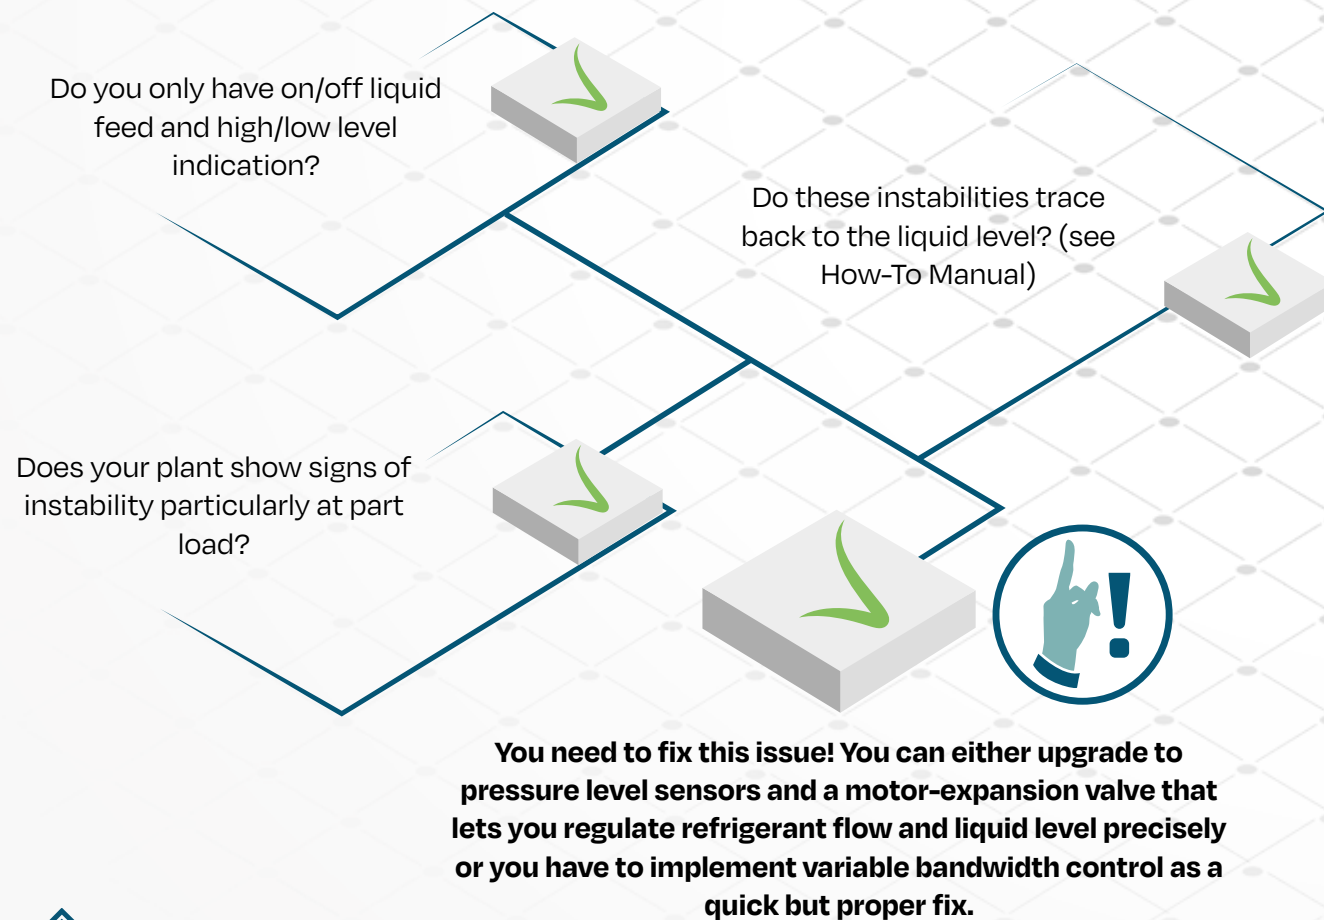 Do you only have on/off liquid
feed and high/low level
indication?
Do these instabilities trace
back to the liquid level? (see
How-To Manual)
Does your plant show signs of
instability particularly at part
load?
You need to fix this issue! You can either upgrade to
pressure level sensors and a motor-expansion valve that
lets you regulate refrigerant flow and liquid level precisely
or you have to implement variable bandwidth control as a
quick but proper fix.